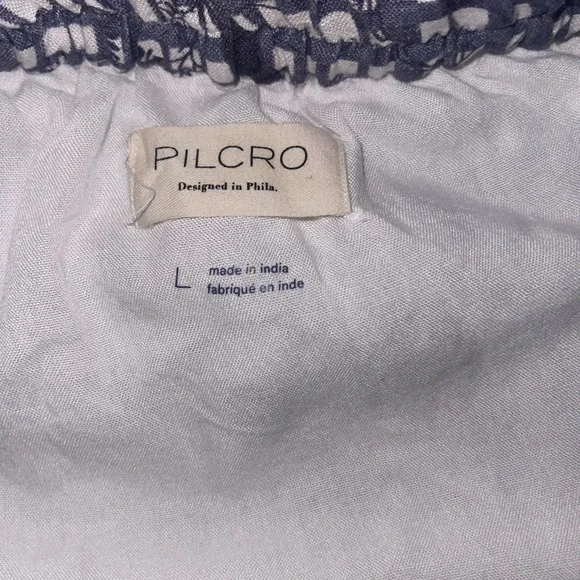 PILCRO
Designed in Phila.
L
made in india
fabriqué en inde